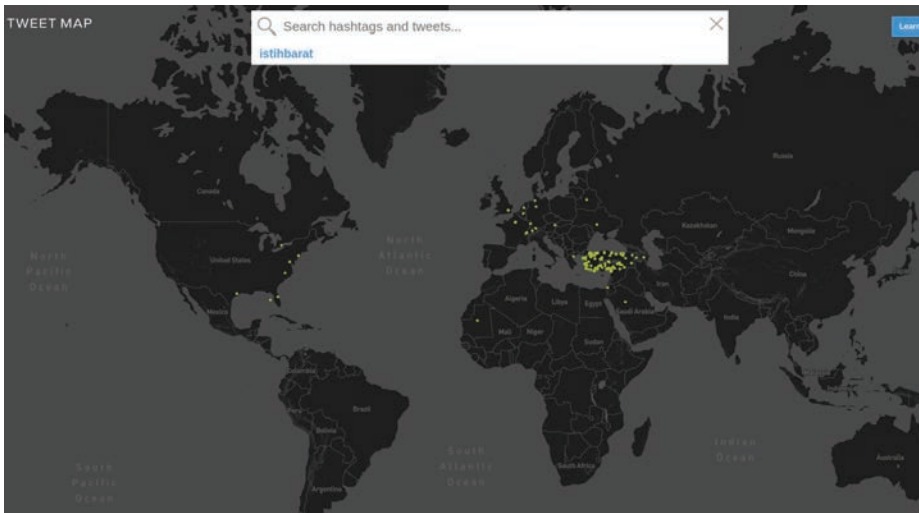 TWEET MAP
Search hashtags and tweets...
istihbarat
Learn
Russia
Canada
Kazakhstan
Mongolia
North
Pacific
Ocean
United States
North
Atlantic
Ocean
China
Iran
Algeria
Libya
Egypt
Saudi Arabia
India
Mexico
Mali
Niger
Sudan
Colombia
Brazil
Bolivia
South
Pacific
Ocean
South
Atlantic
Ocean
Indian
Ocean
South Africa
Australia
Argentina